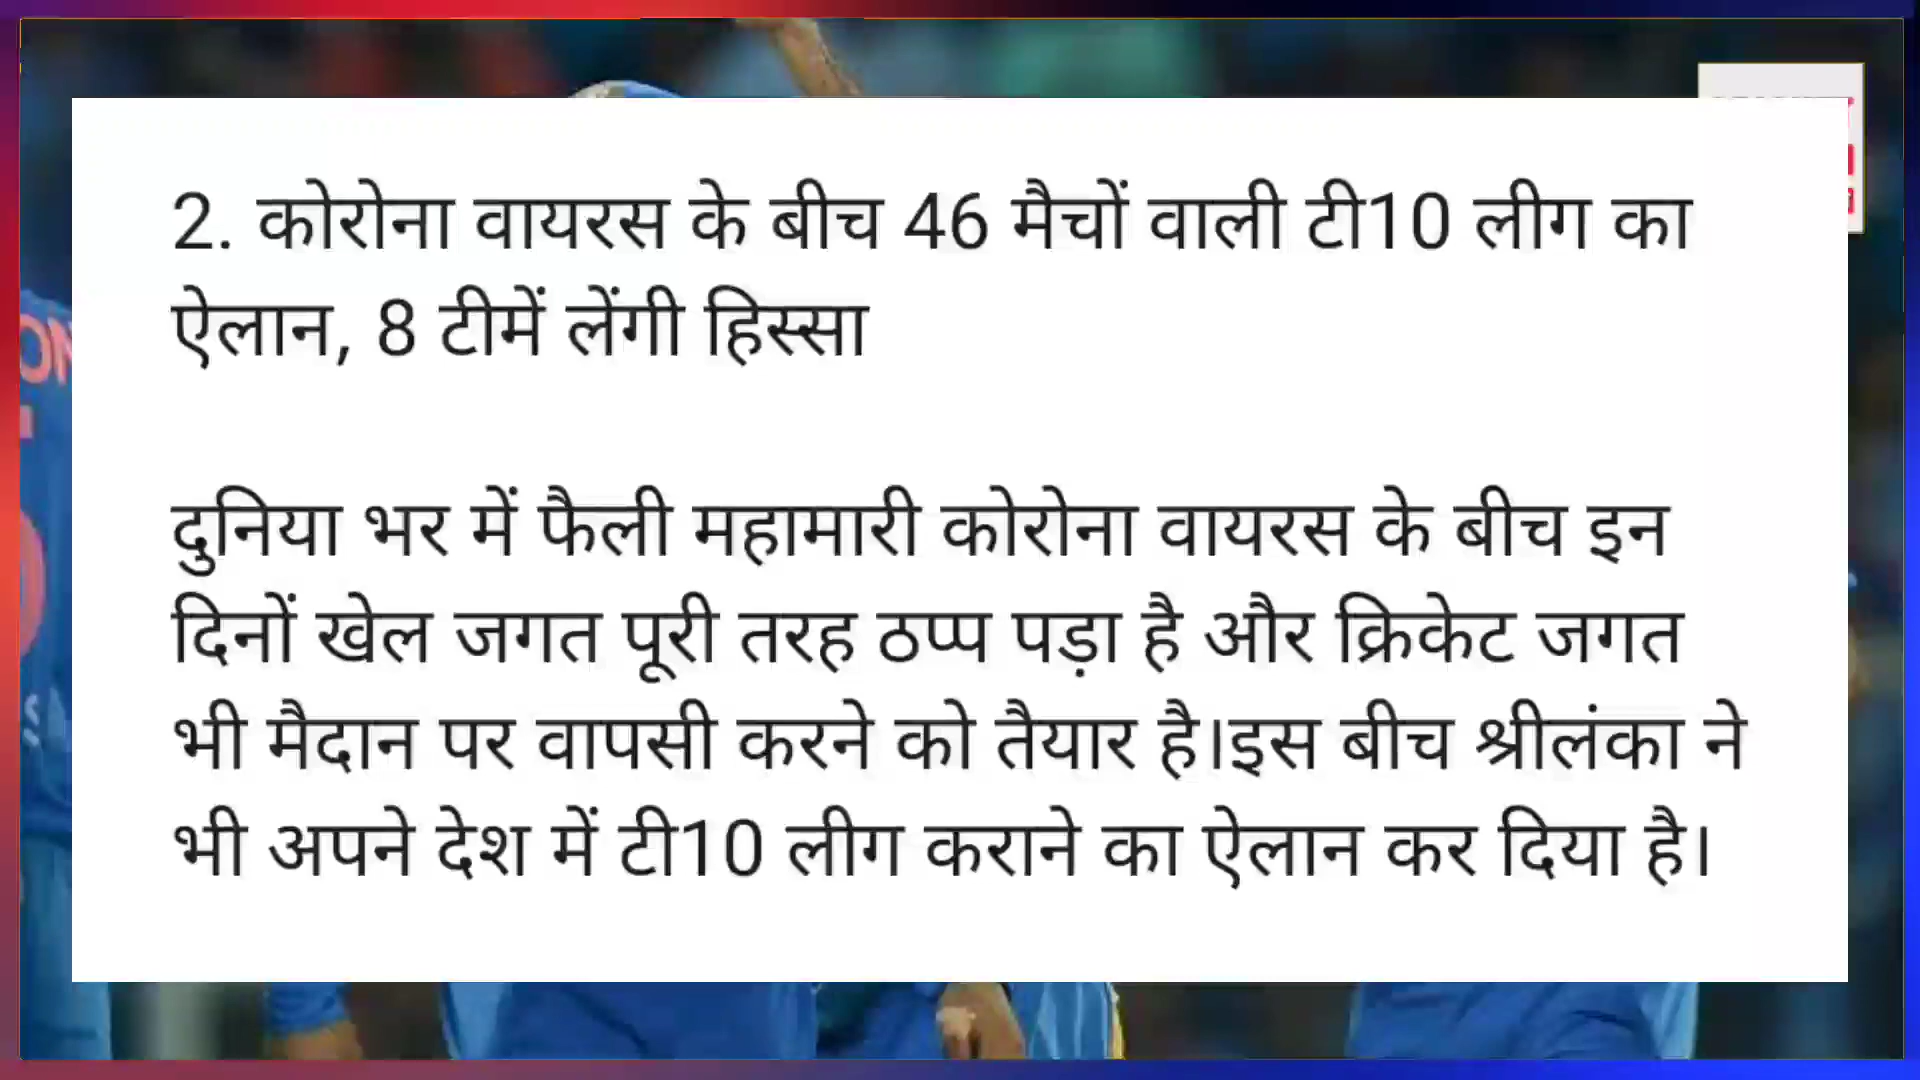 2. कोरोना वायरस के बीच 46 मैचों वाली टी10 लीग का
ऐलान, 8 टीमें लेंगी हिस्सा
दुनिया भर में फैली महामारी कोरोना वायरस के बीच इन
दिनों खेल जगत पूरी तरह ठप्प पड़ा है और क्रिकेट जगत
भी मैदान पर वापसी करने को तैयार है।इस बीच श्रीलंका ने
भी अपने देश में टी10 लीग कराने का ऐलान कर दिया है।